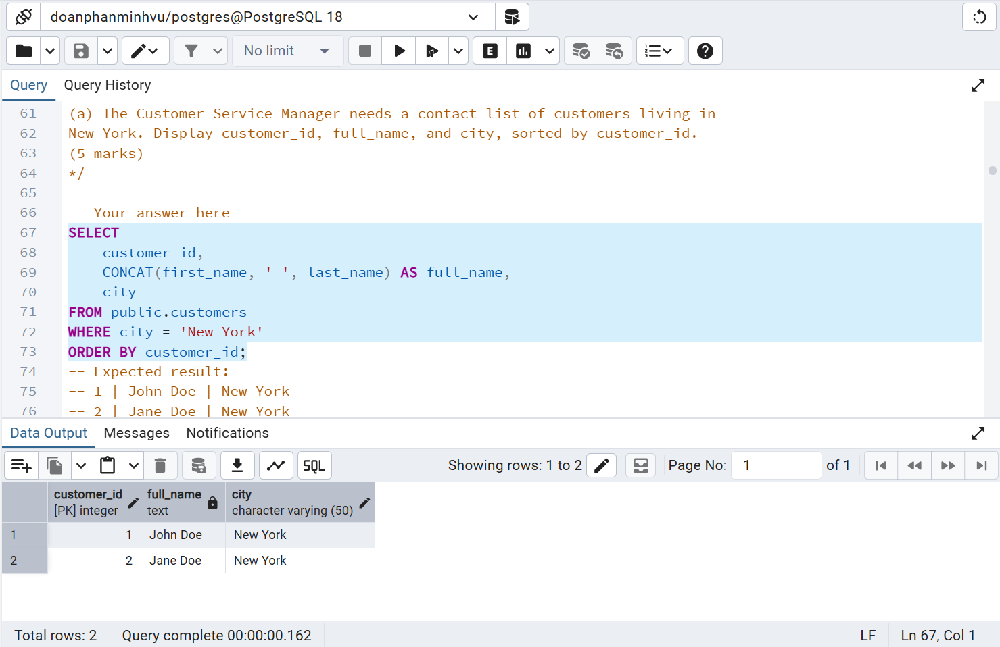 doanphanminhvu/postgres@PostgreSQL 18
No limit
E
Query Query History
61 (a) The Customer Service Manager needs a contact list of customers living in
62 New York. Display customer_id, full_name, and city, sorted by customer_id.
63 (5 marks)
64 */
65
66 -- Your answer here
67 SELECT
68 customer_id,
69 CONCAT(first_name, ' ', last_name) AS full_name,
70 city
71 FROM public.customers
72 WHERE city = 'New York'
73 ORDER BY customer_id;
74 -- Expected result:
75 -- 1 | John Doe | New York
76 -- 2 | Jane Doe | New York
Data Output Messages Notifications
SQL Showing rows: 1 to 2 Page No: 1 of 1
customer_id full_name city
[PK] integer text character varying (50)
1 1 John Doe New York
2 2 Jane Doe New York
Total rows: 2 Query complete 00:00:00.162 LF Ln 67, Col 1